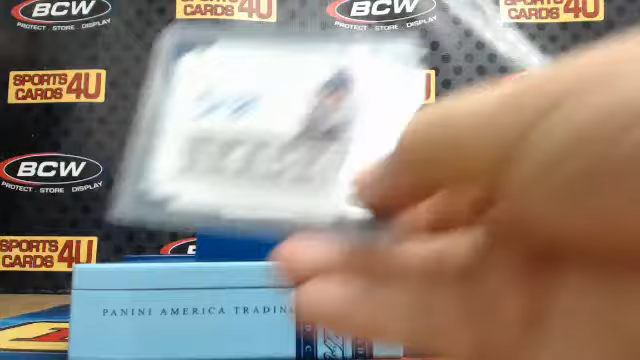 BCW
PROTECT . STORE . DISPLAY
SPORTS
CARDS 4U
BCW
PROTECT . STORE . DISPLAY
SPORTS
CARDS 4U
SPORTS
CARDS 4U
BCW
PROTECT . STORE . DISPLAY
SPORTS
CARDS 4U
PANINI AMERICA TRADIN